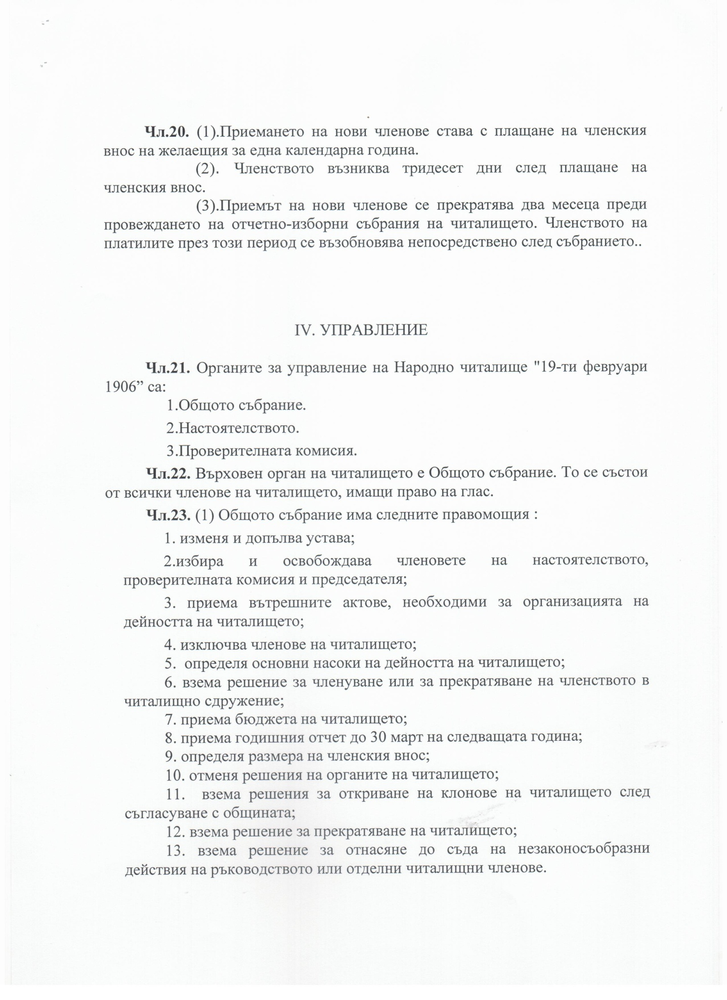 Чл.20. (1).Приемането на нови членове става с плащане на членския
внос на желаещия за една календарна година.
(2). Членството възниква тридесет дни след плащане на
членския внос.
(3).Приемът на нови членове се прекратява два месеца преди
провеждането на отчетно-изборни събрания на читалището. Членството на
платилите през този период се възобновява непосредствено след събранието..
IV. УПРАВЛЕНИЕ
Чл.21. Органите за управление на Народно читалище "19-ти февруари
1906” са:
1.Общото събрание.
2.Настоятелството.
3.Проверителната комисия.
Чл.22. Върховен орган на читалището е Общото събрание. То се състои
от всички членове на читалището, имащи право на глас.
Чл.23. (1) Общото събрание има следните правомощия :
1. изменя и допълва устава;
2.избира и освобождава членовете на настоятелството,
проверителната комисия и председателя;
3. приема вътрешните актове, необходими за организацията на
дейността на читалището;
4. изключва членове на читалището;
5. определя основни насоки на дейността на читалището;
6. взема решение за членуване или за прекратяване на членството в
читалищно сдружение;
7. приема бюджета на читалището;
8. приема годишния отчет до 30 март на следващата година;
9. определя размера на членския внос;
10. отменя решения на органите на читалището;
11. взема решения за откриване на клонове на читалището след
съгласуване с общината;
12. взема решение за прекратяване на читалището;
13. взема решение за отнасяне до съда на незаконосъобразни
действия на ръководството или отделни читалищни членове.